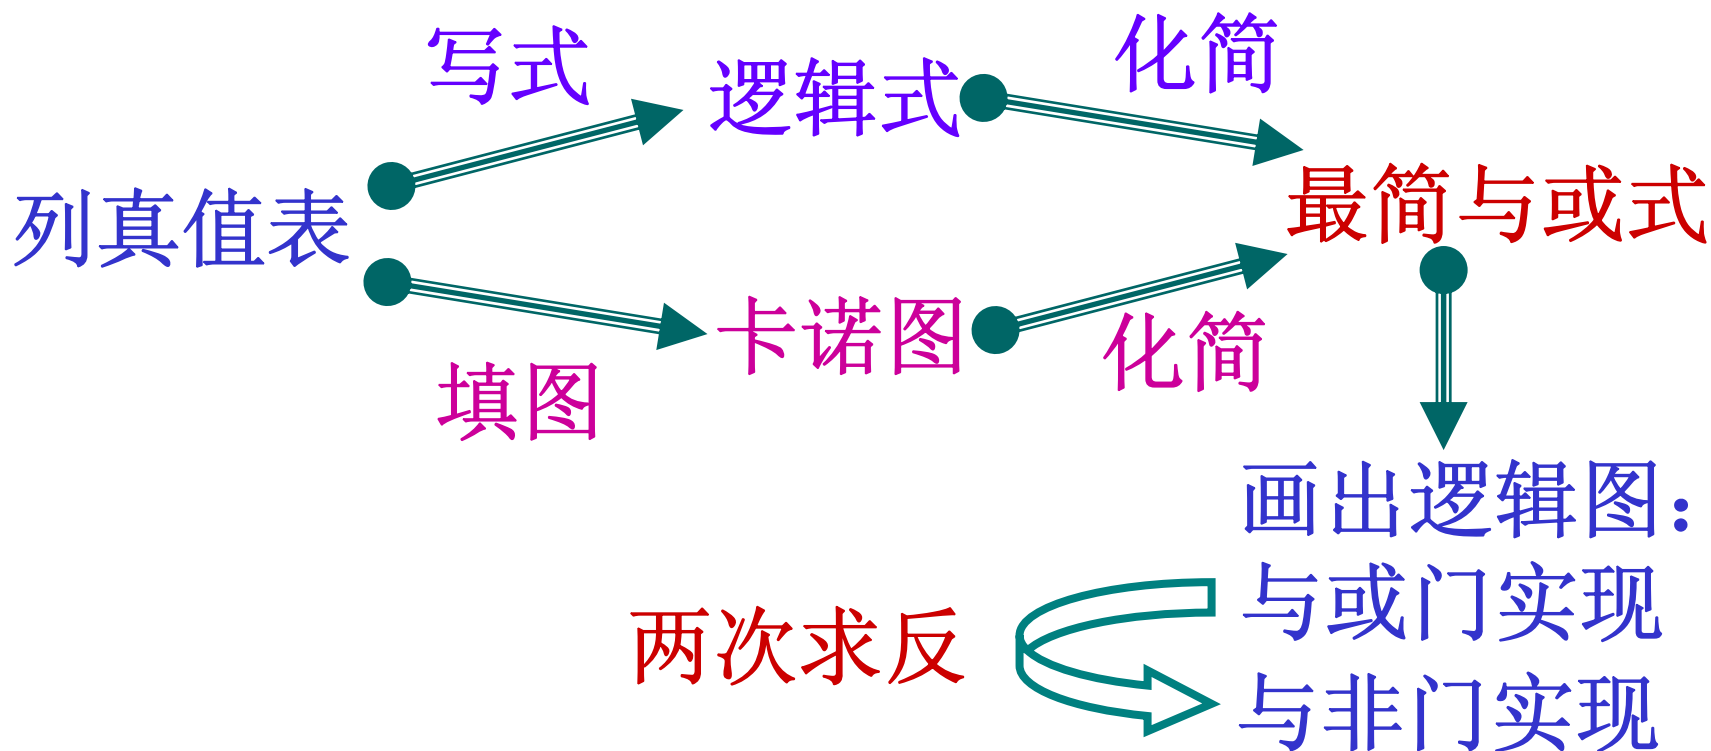 写式
化简
逻辑式
最简与或式
列真值表
卡诺图
化简
填图
画出逻辑图：
与或门实现
两次求反
与非门实现